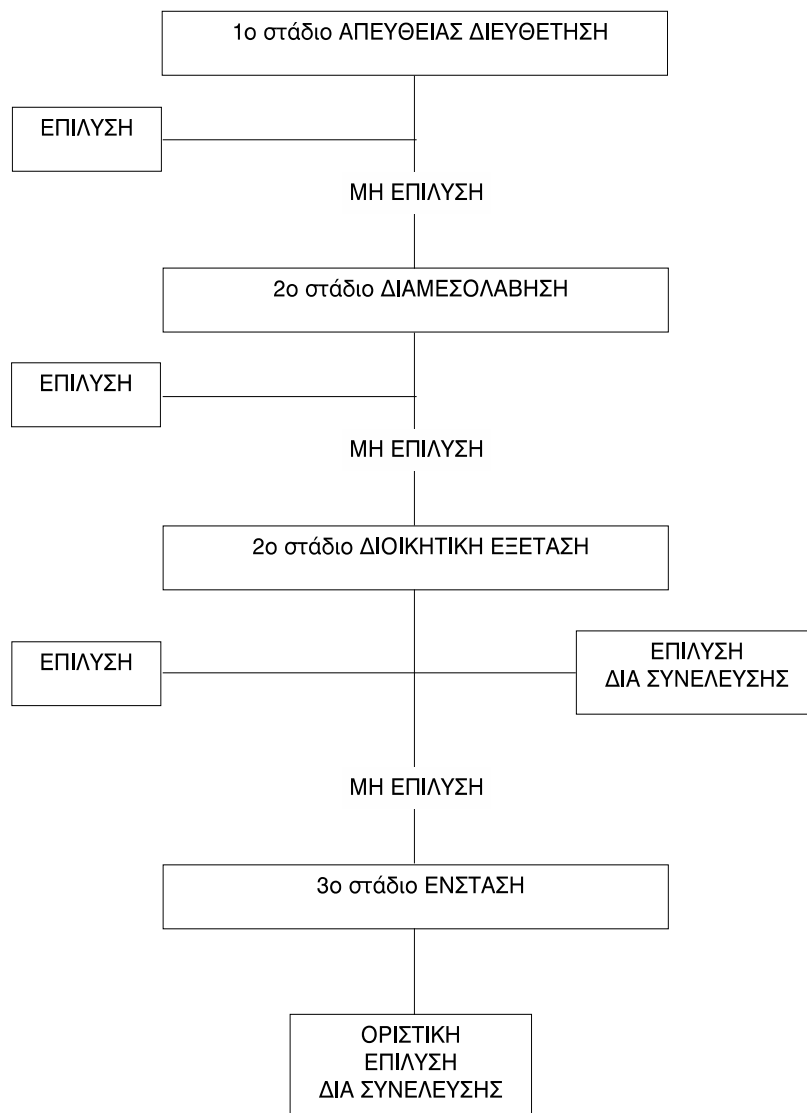 1ο στάδιο ΑΠΕΥΘΕΙΑΣ ΔΙΕΥΘΕΤΗΣΗ
ΕΠΙΛΥΣΗ
ΜΗ ΕΠΙΛΥΣΗ
2ο στάδιο ΔΙΑΜΕΣΟΛΑΒΗΣΗ
ΕΠΙΛΥΣΗ
ΜΗ ΕΠΙΛΥΣΗ
2ο στάδιο ΔΙΟΙΚΗΤΙΚΗ ΕΞΕΤΑΣΗ
ΕΠΙΛΥΣΗ
ΕΠΙΛΥΣΗ
ΔΙΑ ΣΥΝΕΛΕΥΣΗΣ
ΜΗ ΕΠΙΛΥΣΗ
3ο στάδιο ΕΝΣΤΑΣΗ
ΟΡΙΣΤΙΚΗ
ΕΠΙΛΥΣΗ
ΔΙΑ ΣΥΝΕΛΕΥΣΗΣ